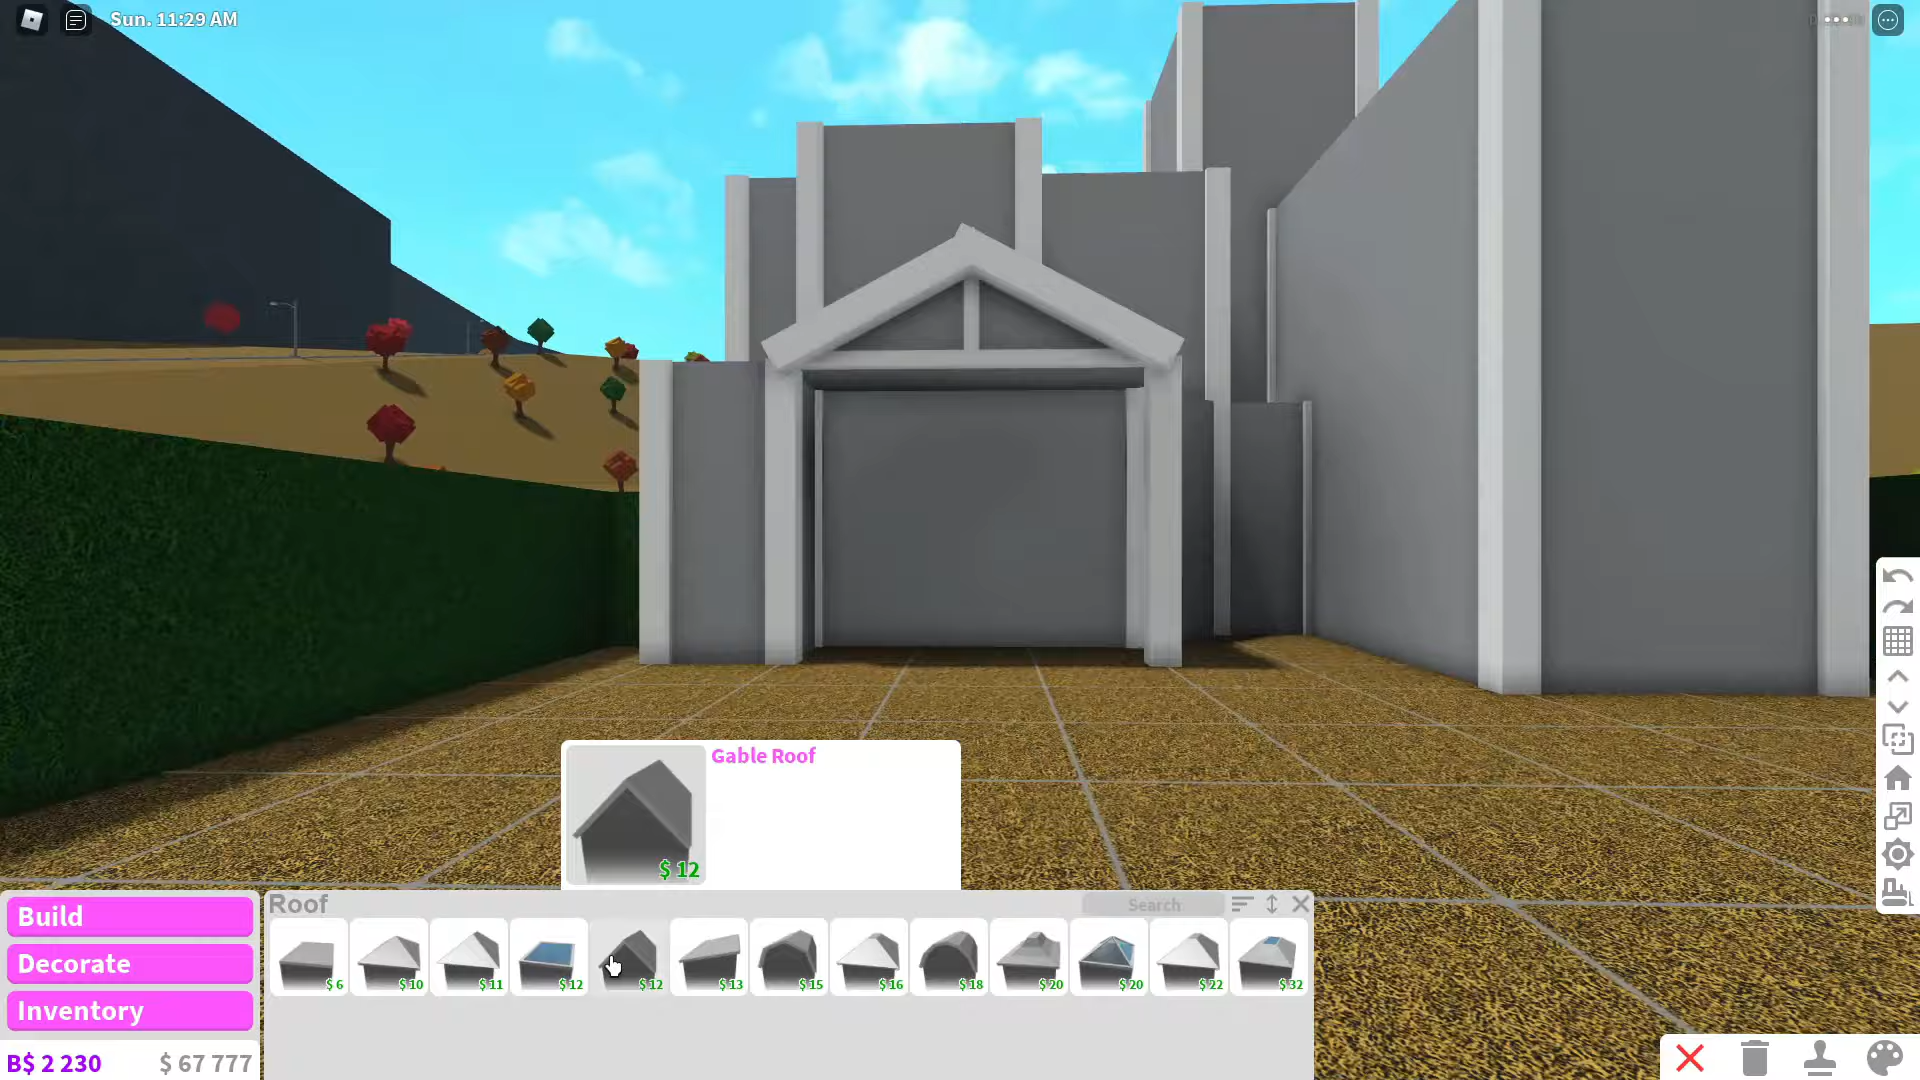 Sun. 11:29 AM
Gable Roof
$ 12
Roof
Search
$ 6
$ 10
$ 11
$ 12
$ 12
$ 13
$ 15
$ 16
$ 18
$ 20
$ 20
$ 22
$ 32
Build
Decorate
Inventory
B$ 2 230
$ 67 777